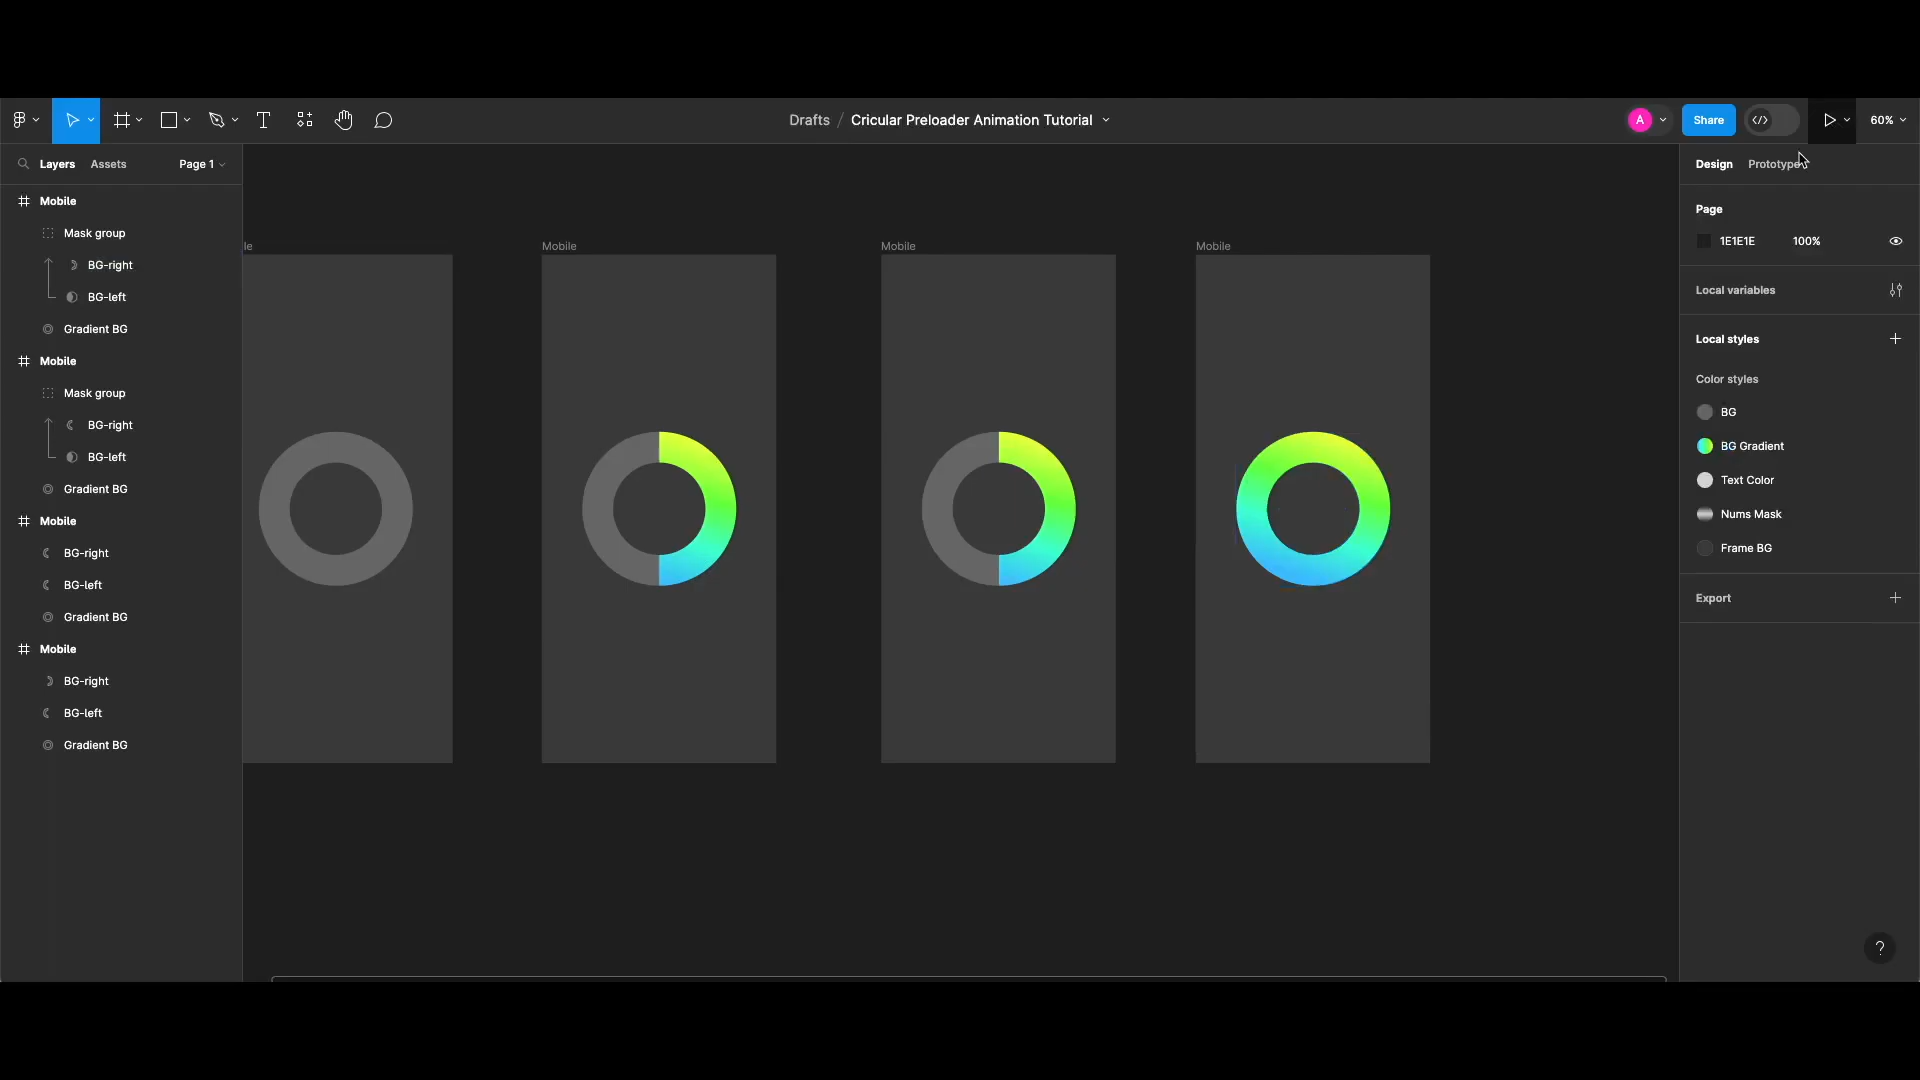 Drafts / Cricular Preloader Animation Tutorial
A
Share
60%
Layers Assets Page 1
Mobile
Mask group
BG-right
BG-left
Gradient BG
Mobile
Mask group
BG-right
BG-left
Gradient BG
Mobile
BG-right
BG-left
Gradient BG
Mobile
BG-right
BG-left
Gradient BG
le
Mobile
Mobile
Mobile
Design Prototype
Page
1E1E1E 100%
Local variables
Local styles
Color styles
BG
BG Gradient
Text Color
Nums Mask
Frame BG
Export
?